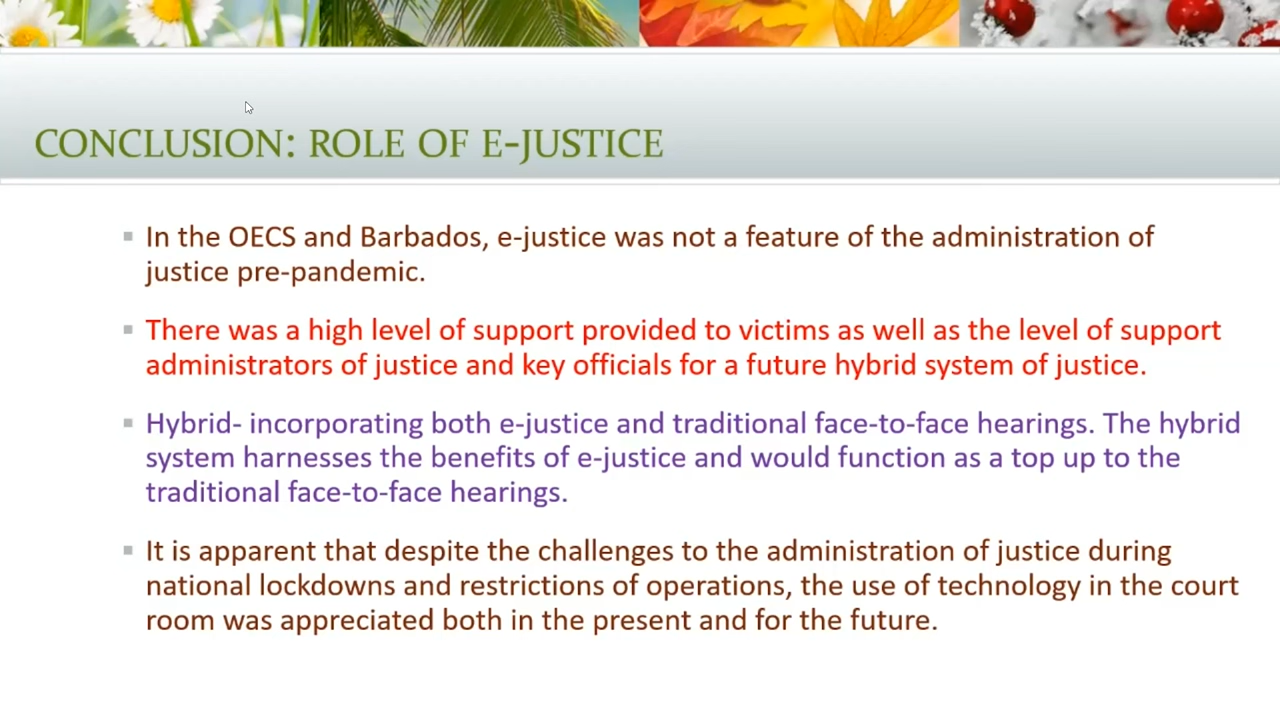 CONCLUSION: ROLE OF E-JUSTICE
In the OECS and Barbados, e-justice was not a feature of the administration of
justice pre-pandemic.
There was a high level of support provided to victims as well as the level of support
administrators of justice and key officials for a future hybrid system of justice.
Hybrid- incorporating both e-justice and traditional face-to-face hearings. The hybrid
system harnesses the benefits of e-justice and would function as a top up to the
traditional face-to-face hearings.
It is apparent that despite the challenges to the administration of justice during
national lockdowns and restrictions of operations, the use of technology in the court
room was appreciated both in the present and for the future.